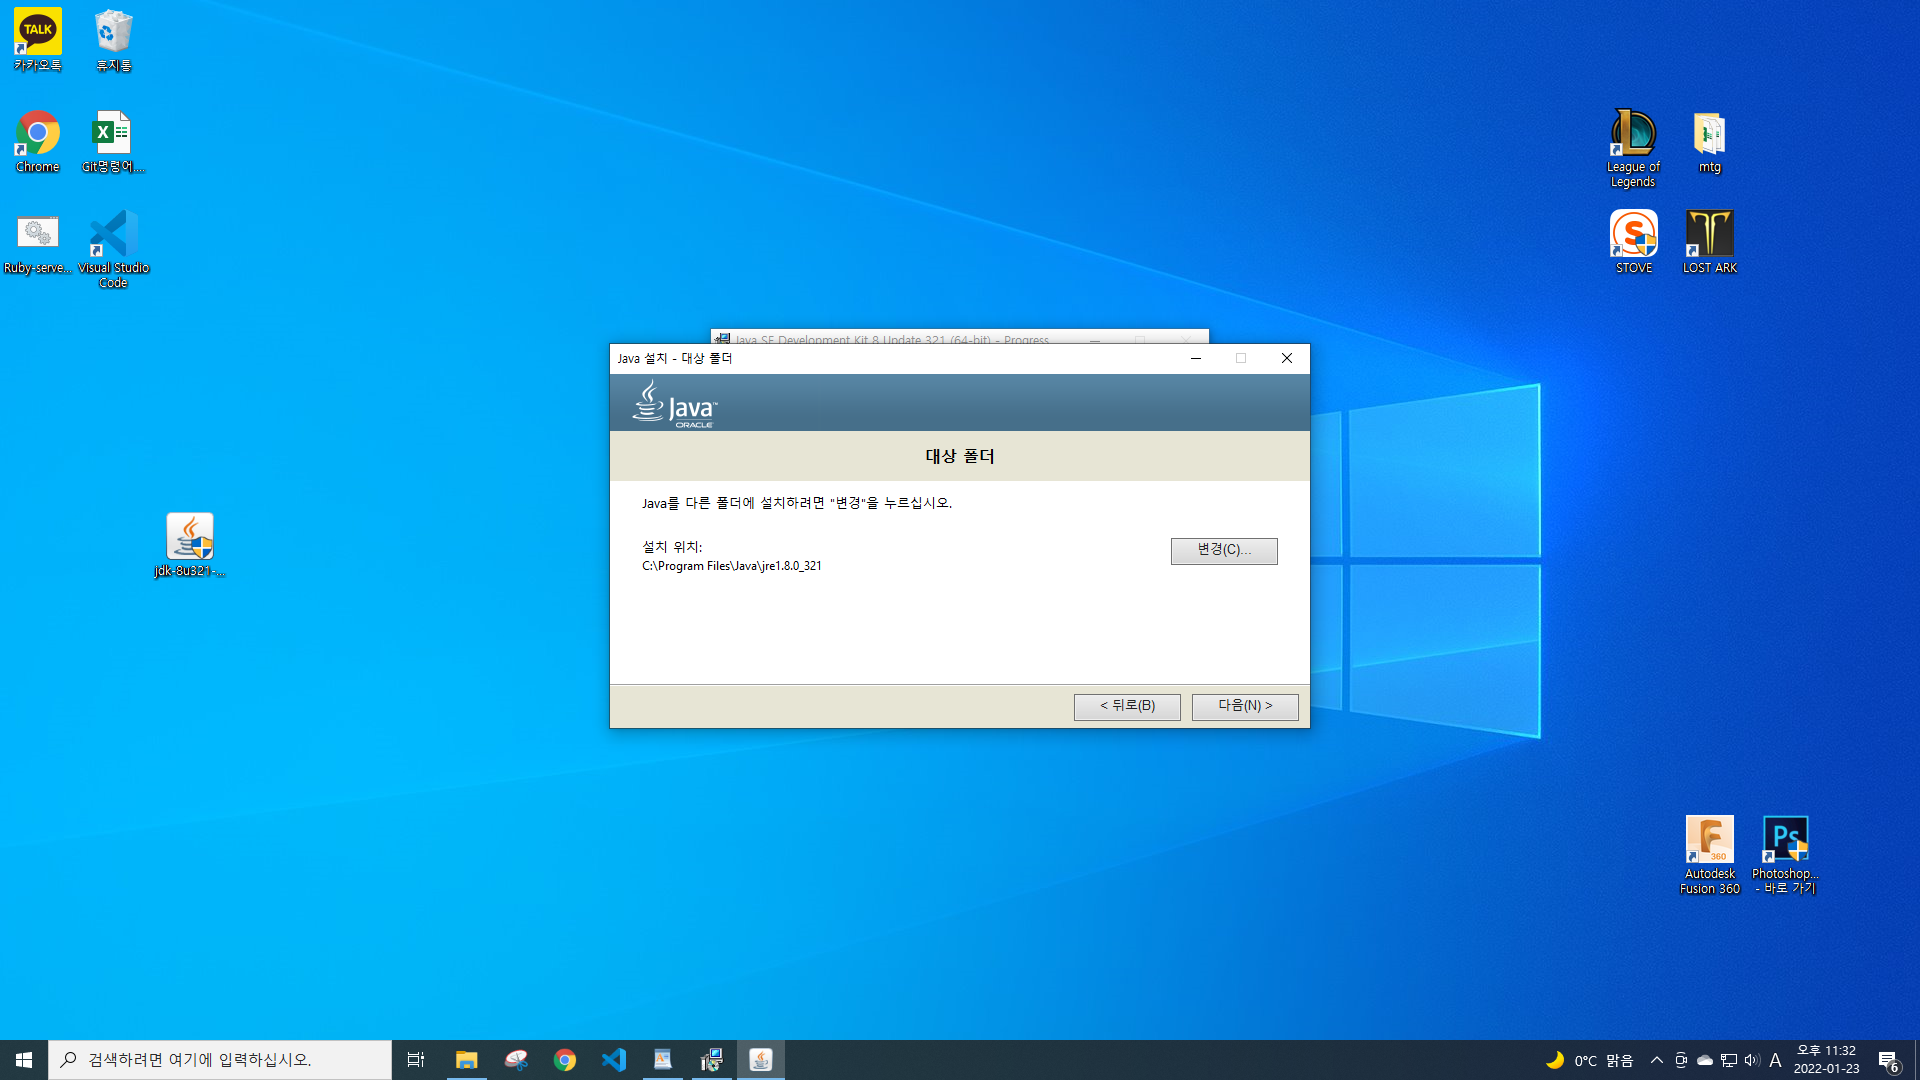 TALK
카카오톡
휴지통
Chrome
Git명령어....
Ruby-serve...
Visual Studio
Code
jdk-8u321-...
League of
Legends
mtg
STOVE
LOST ARK
Java SE Development Kit 8 Update 321 (64-bit) - Progress
Java 설치 - 대상 폴더
Java™
ORACLE
대상 폴더
Java를 다른 폴더에 설치하려면 "변경"을 누르십시오.
설치 위치:
C:\Program Files\Java\jre1.8.0_321
변경(C)...
< 뒤로(B)
다음(N) >
360
Autodesk
Fusion 360
Ps
Photoshop...
- 바로 가기
검색하려면 여기에 입력하십시오.
0°C 맑음
A
오후 11:32
2022-01-23
6